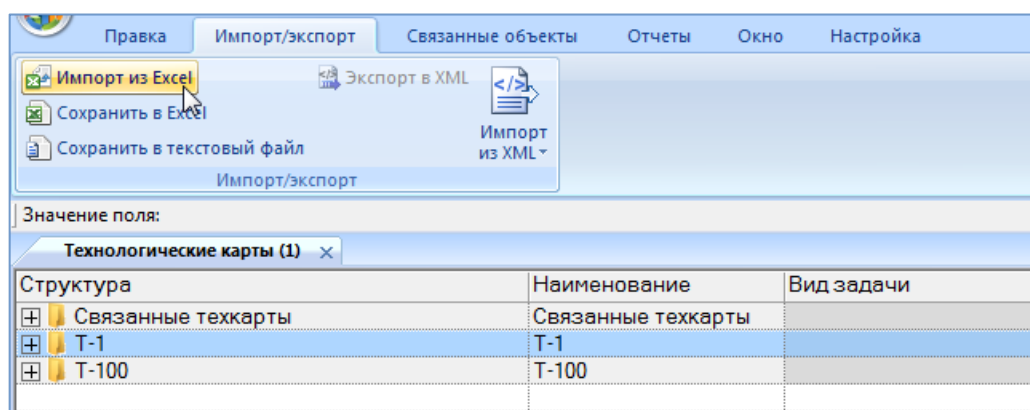 Правка Импорт/экспорт Связанные объекты Отчеты Окно Настройка
Импорт из Excel Экспорт в XML
Сохранить в Excel
Импорт
Сохранить в текстовый файл из XML
Импорт/экспорт
Значение поля:
Технологические карты (1)
Структура Наименование Вид задачи
Связанные техкарты Связанные техкарты
Т-1 Т-1
Т-100 Т-100